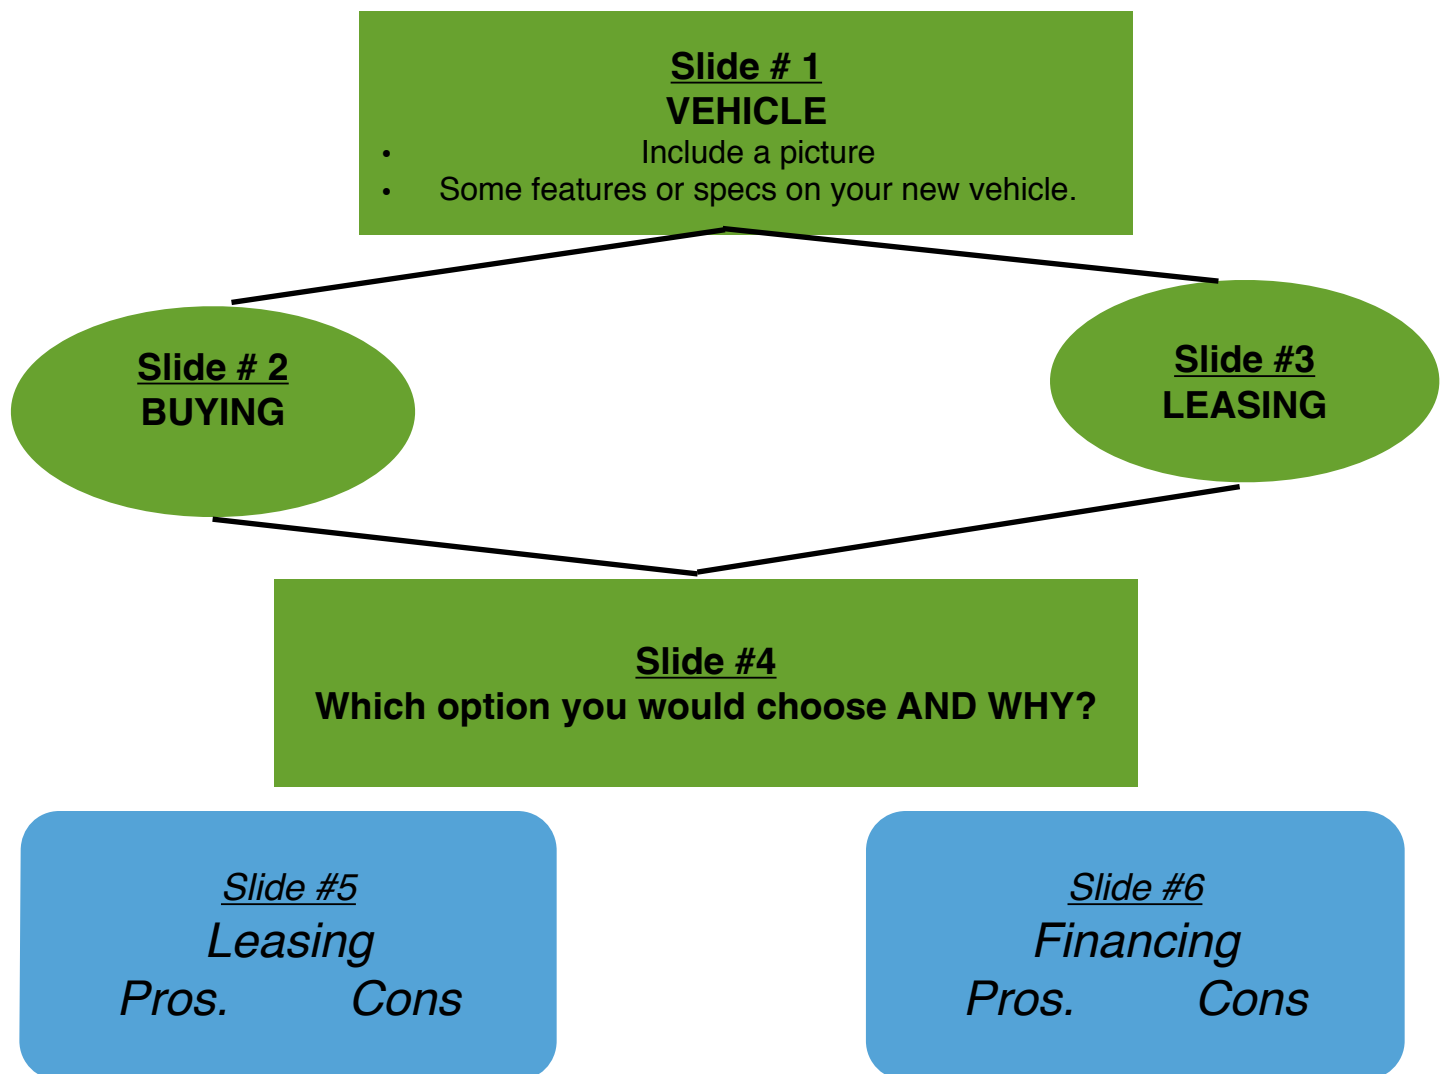 Slide # 1
VEHICLE
• Include a picture
• Some features or specs on your new vehicle.
Slide # 2
BUYING
Slide #3
LEASING
Slide #4
Which option you would choose AND WHY?
Slide #5
Leasing
Pros. Cons
Slide #6
Financing
Pros. Cons